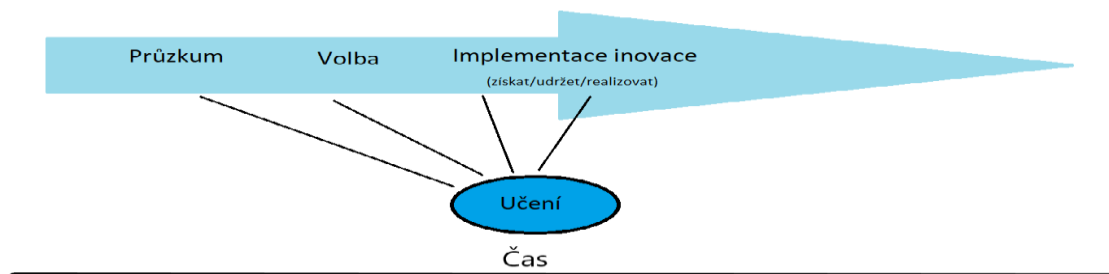 Průzkum
Volba
Implementace inovace
(získat/udržet/realizovat)
Učení
Čas